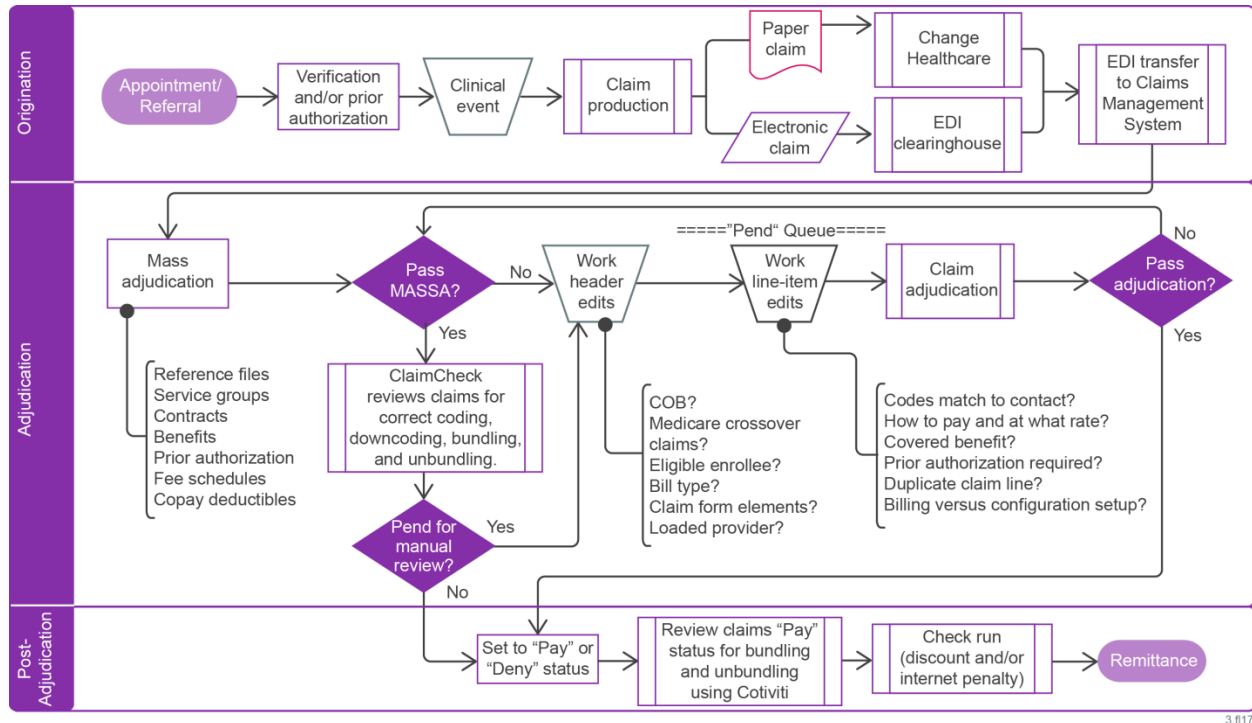 Origination
Appointment/
Referral
Verification
and/or prior
authorization
Clinical
event
Claim
production
Paper
claim
Electronic
claim
Change
Healthcare
EDI
clearinghouse
EDI transfer
to Claims
Management
System
Adjudication
Mass
adjudication
Reference files
Service groups
Contracts
Benefits
Prior authorization
Fee schedules
Copay deductibles
Pass
MASSA?
No
Yes
ClaimCheck
reviews claims for
correct coding,
downcoding, bundling,
and unbundling.
Pend for
manual
review?
Yes
No
Work
header
edits
COB?
Medicare crossover
claims?
Eligible enrollee?
Bill type?
Claim form elements?
Loaded provider?
=====”Pend“ Queue=====
Work
line-item
edits
Codes match to contact?
How to pay and at what rate?
Covered benefit?
Prior authorization required?
Duplicate claim line?
Billing versus configuration setup?
Claim
adjudication
No
Pass
adjudication?
Yes
Post-
Adjudication
Set to “Pay” or
“Deny” status
Review claims “Pay”
status for bundling
and unbundling
using Cotiviti
Check run
(discount and/or
internet penalty)
Remittance